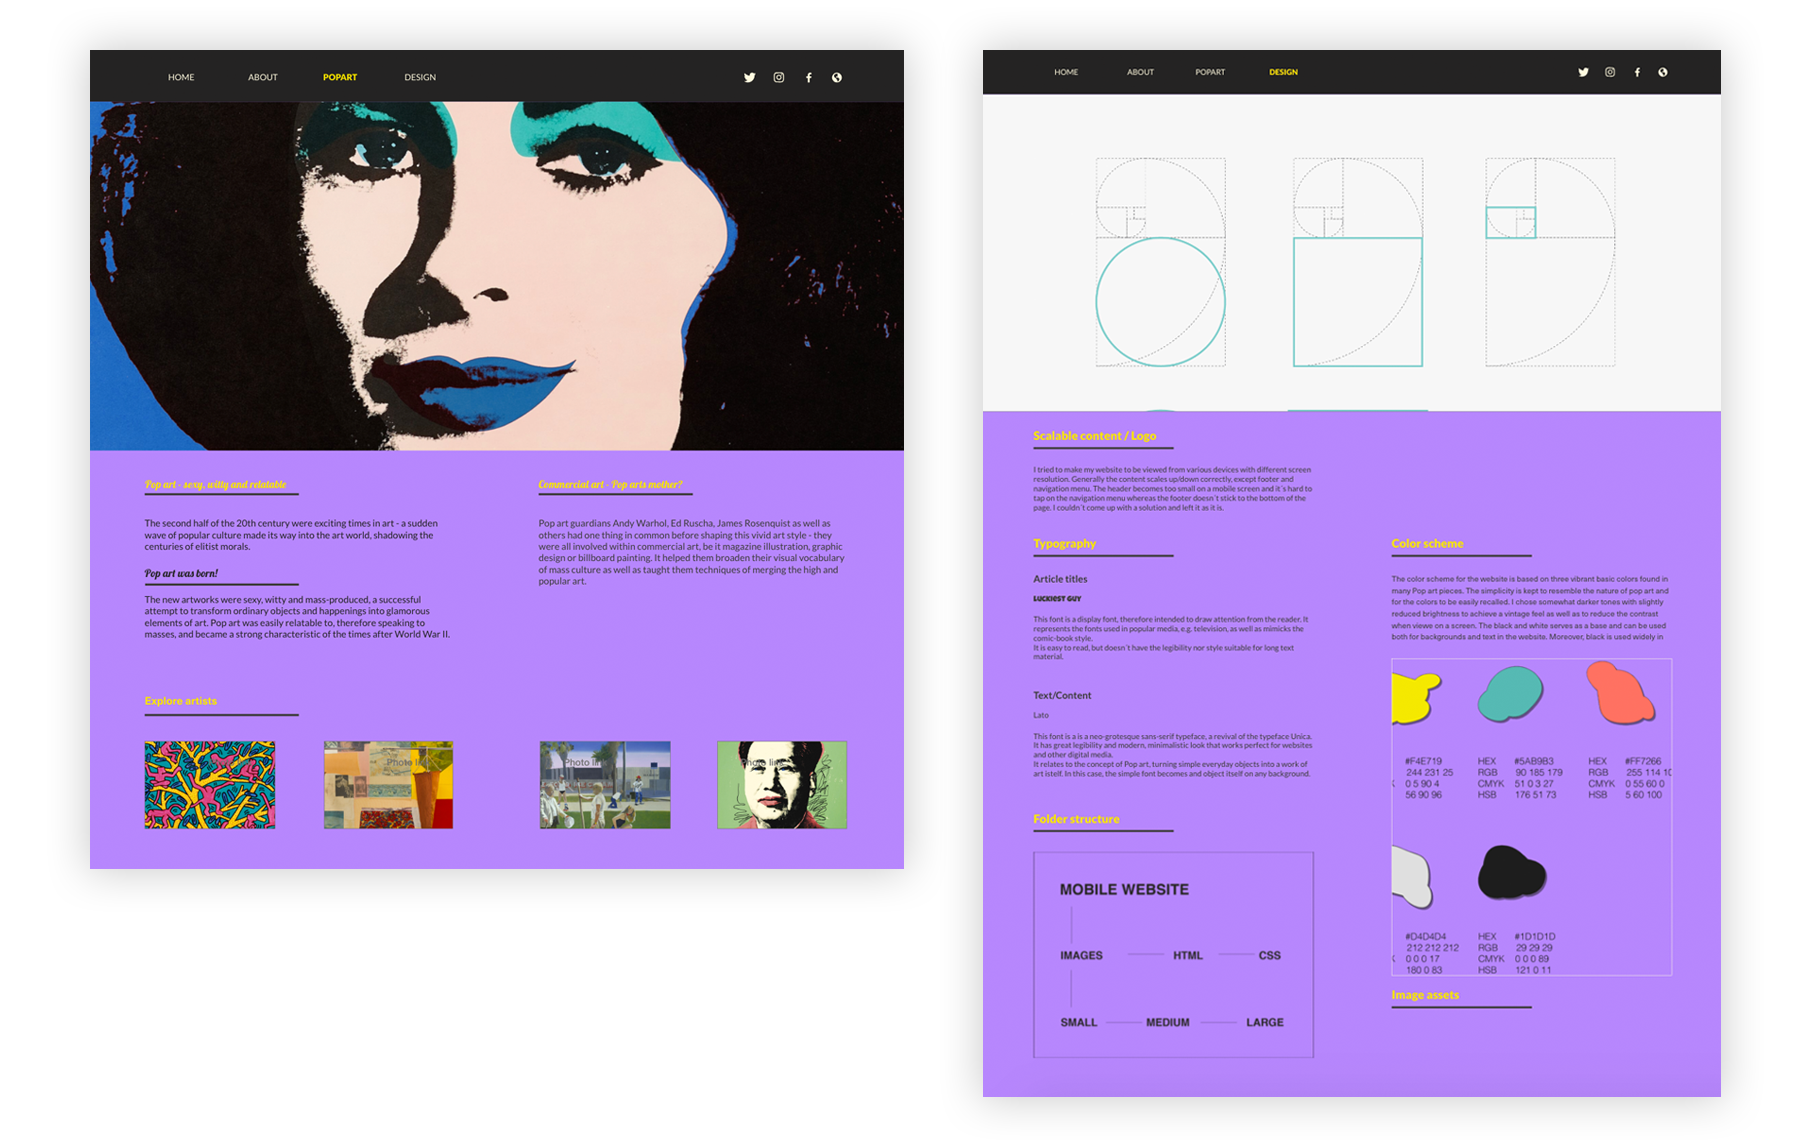 HOME ABOUT POPART DESIGN
Pop art - sexy, witty and relatable
The second half of the 20th century were exciting times in art - a sudden
wave of popular culture made its way into the art world, shadowing the
centuries of elitist morals.
Pop art was born!
The new artworks were sexy, witty and mass-produced, a successful
attempt to transform ordinary objects and happenings into glamorous
elements of art. Pop art was easily relatable to, therefore speaking to
masses, and became a strong characteristic of the times after World War II.
Commercial art - Pop arts mother?
Pop art guardians Andy Warhol, Ed Ruscha, James Rosenquist as well as
others had one thing in common before shaping this vivid art style - they
were all involved within commercial art, be it magazine illustration, graphic
design or billboard painting. It helped them broaden their visual vocabulary
of mass culture as well as taught them techniques of merging the high and
popular art.
Explore artists
Photo link
Photo lin
Photo link
HOME ABOUT POPART DESIGN
Scalable content / Logo
I tried to make my website to be viewed from various devices with different screen
resolution. Generally the content scales up/down correctly, except footer and
navigation menu. The header becomes too small on a mobile screen and it´s hard to
tap on the navigation menu whereas the footer doesn´t stick to the bottom of the
page. I couldn´t come up with a solution and left it as it is.
Typography
Article titles
LUCKIEST GUY
This font is a display font, therefore intended to draw attention from the reader. It
represents the fonts used in popular media, e.g. television, as well as mimicks the
comic-book style.
It is easy to read, but doesn´t have the legibility nor style suitable for long text
material.
Text/Content
Lato
This font is a is a neo-grotesque sans-serif typeface, a revival of the typeface Unica.
It has great legibility and modern, minimalistic look that works perfect for websites
and other digital media.
It relates to the concept of Pop art, turning simple everyday objects into a work of
art istelf. In this case, the simple font becomes and object itself on any background.
Folder structure
MOBILE WEBSITE
IMAGES HTML CSS
SMALL MEDIUM LARGE
Color scheme
The color scheme for the website is based on three vibrant basic colors found in
many Pop art pieces. The simplicity is kept to resemble the nature of pop art and
for the colors to be easily recalled. I chose somewhat darker tones with slightly
reduced brightness to achieve a vintage feel as well as to reduce the contrast
when viewe on a screen. The black and white serves as a base and can be used
both for backgrounds and text in the website. Moreover, black is used widely in
#F4E719 HEX #5AB9B3 HEX #FF7266
244 231 25 RGB 90 185 179 RGB 255 114 10
0 5 90 4 CMYK 51 0 3 27 CMYK 0 55 60 0
56 90 96 HSB 176 51 73 HSB 5 60 100
#D4D4D4 HEX #1D1D1D
212 212 212 RGB 29 29 29
0 0 0 17 CMYK 0 0 0 89
180 0 83 HSB 121 0 11
Image assets